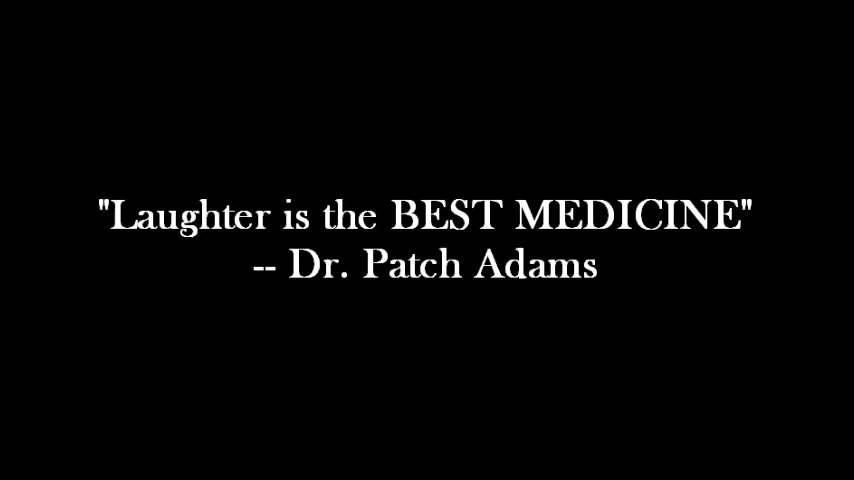 "Laughter is the BEST MEDICINE"
-- Dr. Patch Adams